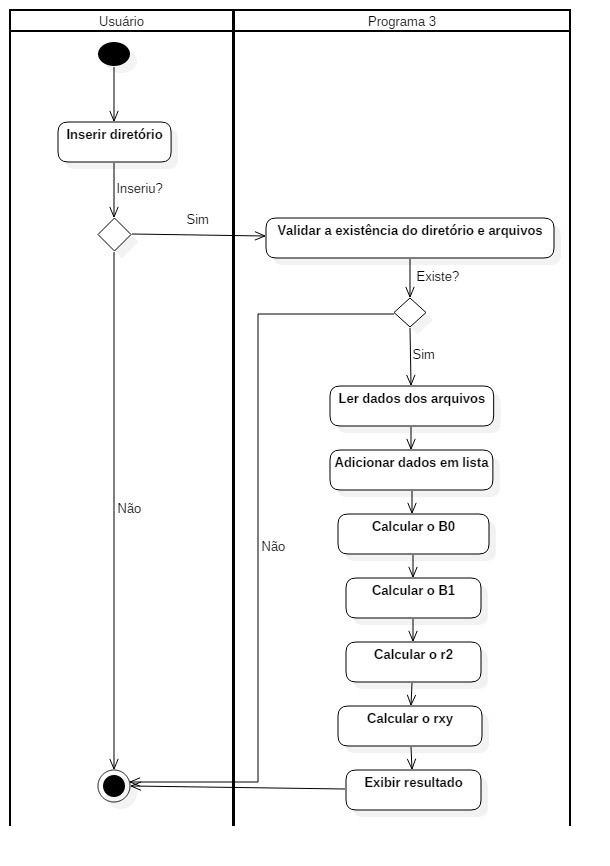 Usuário
Programa 3
Inserir diretório
Inseriu?
Sim
Validar a existência do diretório e arquivos
Existe?
Sim
Ler dados dos arquivos
Adicionar dados em lista
Não
Calcular o B0
Não
Calcular o B1
Calcular o r2
Calcular o rxy
Exibir resultado